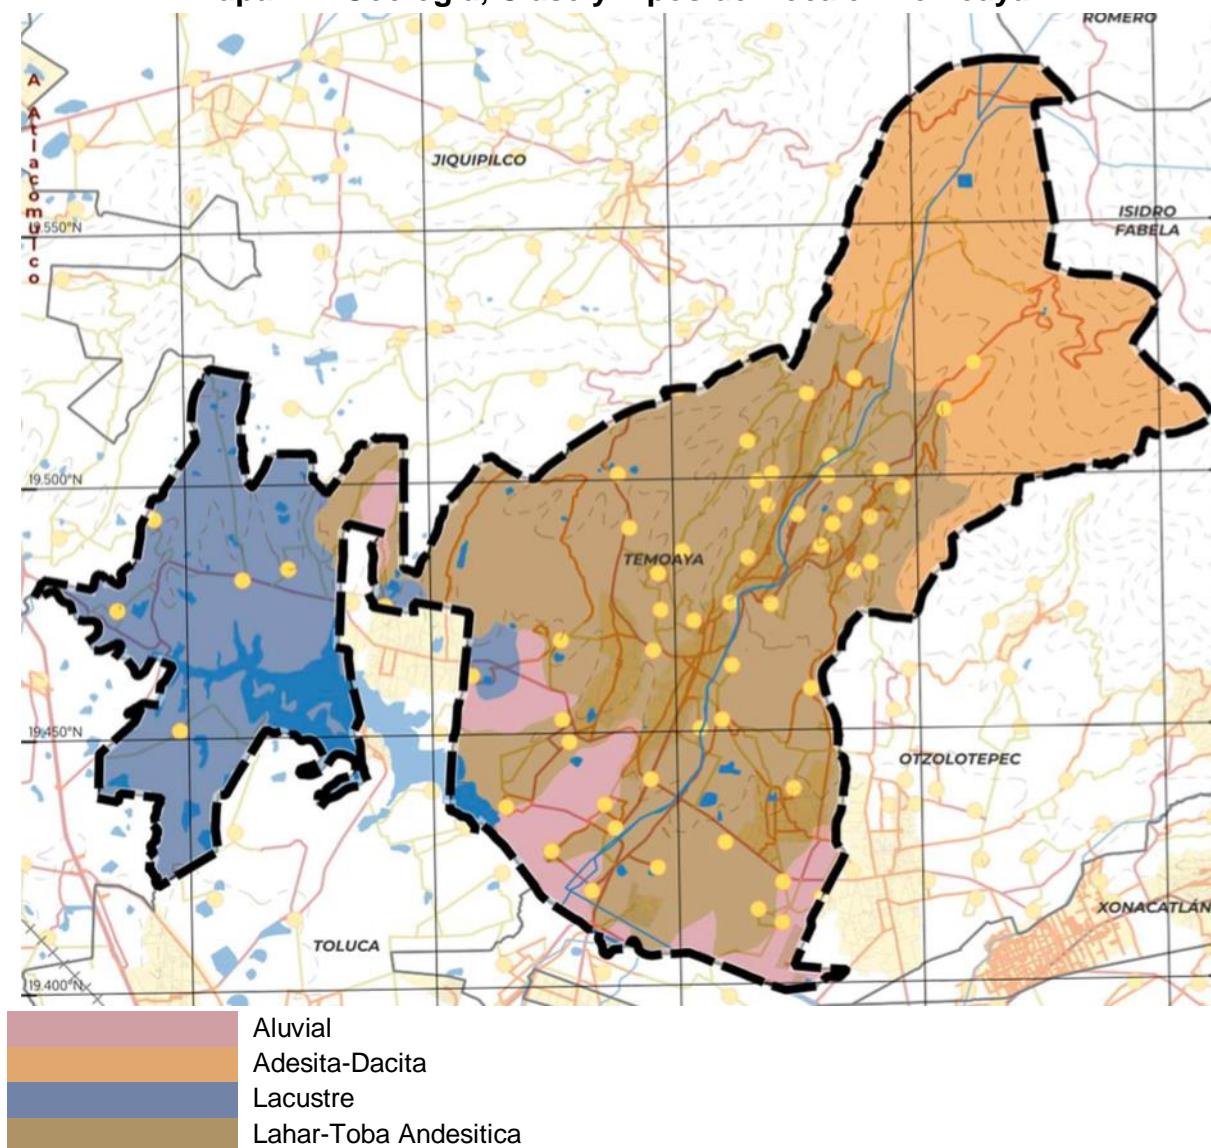 ROMERO
A Atlacomulco
JIQUIPILCO
ISIDRO
FABELA
19.550°N
19.500°N
TEMOAYA
19.450°N
OTZOLOTEPEC
XONACATLÁN
TOLUCA
19.400°N
Aluvial
Adesita-Dacita
Lacustre
Lahar-Toba Andesitica